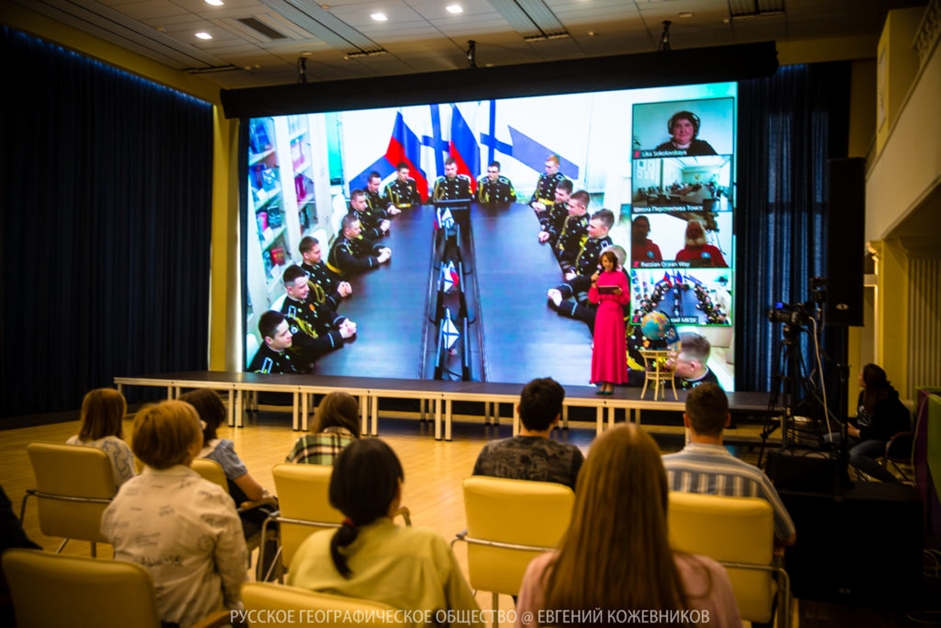 Lika Sokolovskaya
Школа Перспектива Томск
Russian Ocean Way
РУССКОЕ ГЕОГРАФИЧЕСКОЕ ОБЩЕСТВО @ ЕВГЕНИЙ КОЖЕВНИКОВ